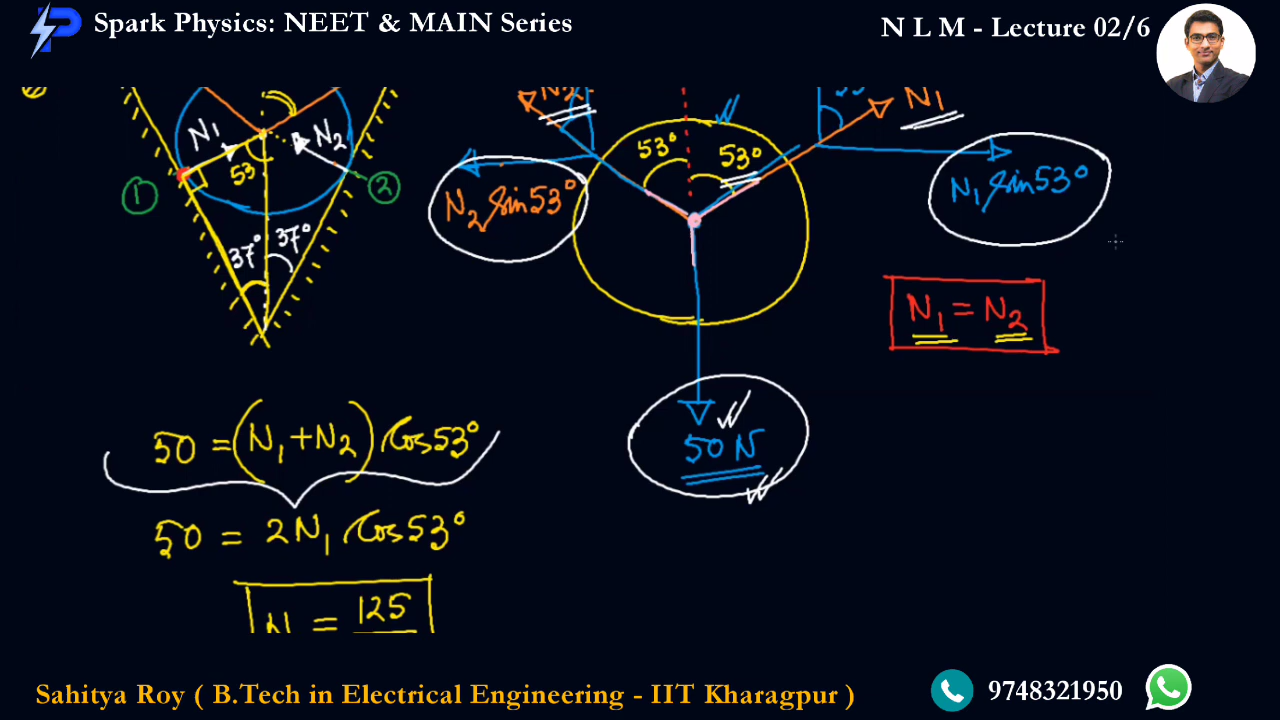 Spark Physics: NEET & MAIN Series
N L M - Lecture 02/6
N₁
N₂
53
①
②
37° 37°
N₂
53° 53°
N₁
N₂ sin53°
N₁ sin53°
N₁ = N₂
50 N
50 = (N₁+N₂) Cos53°
50 = 2N₁ Cos53°
= 125
Sahitya Roy ( B.Tech in Electrical Engineering - IIT Kharagpur )
9748321950